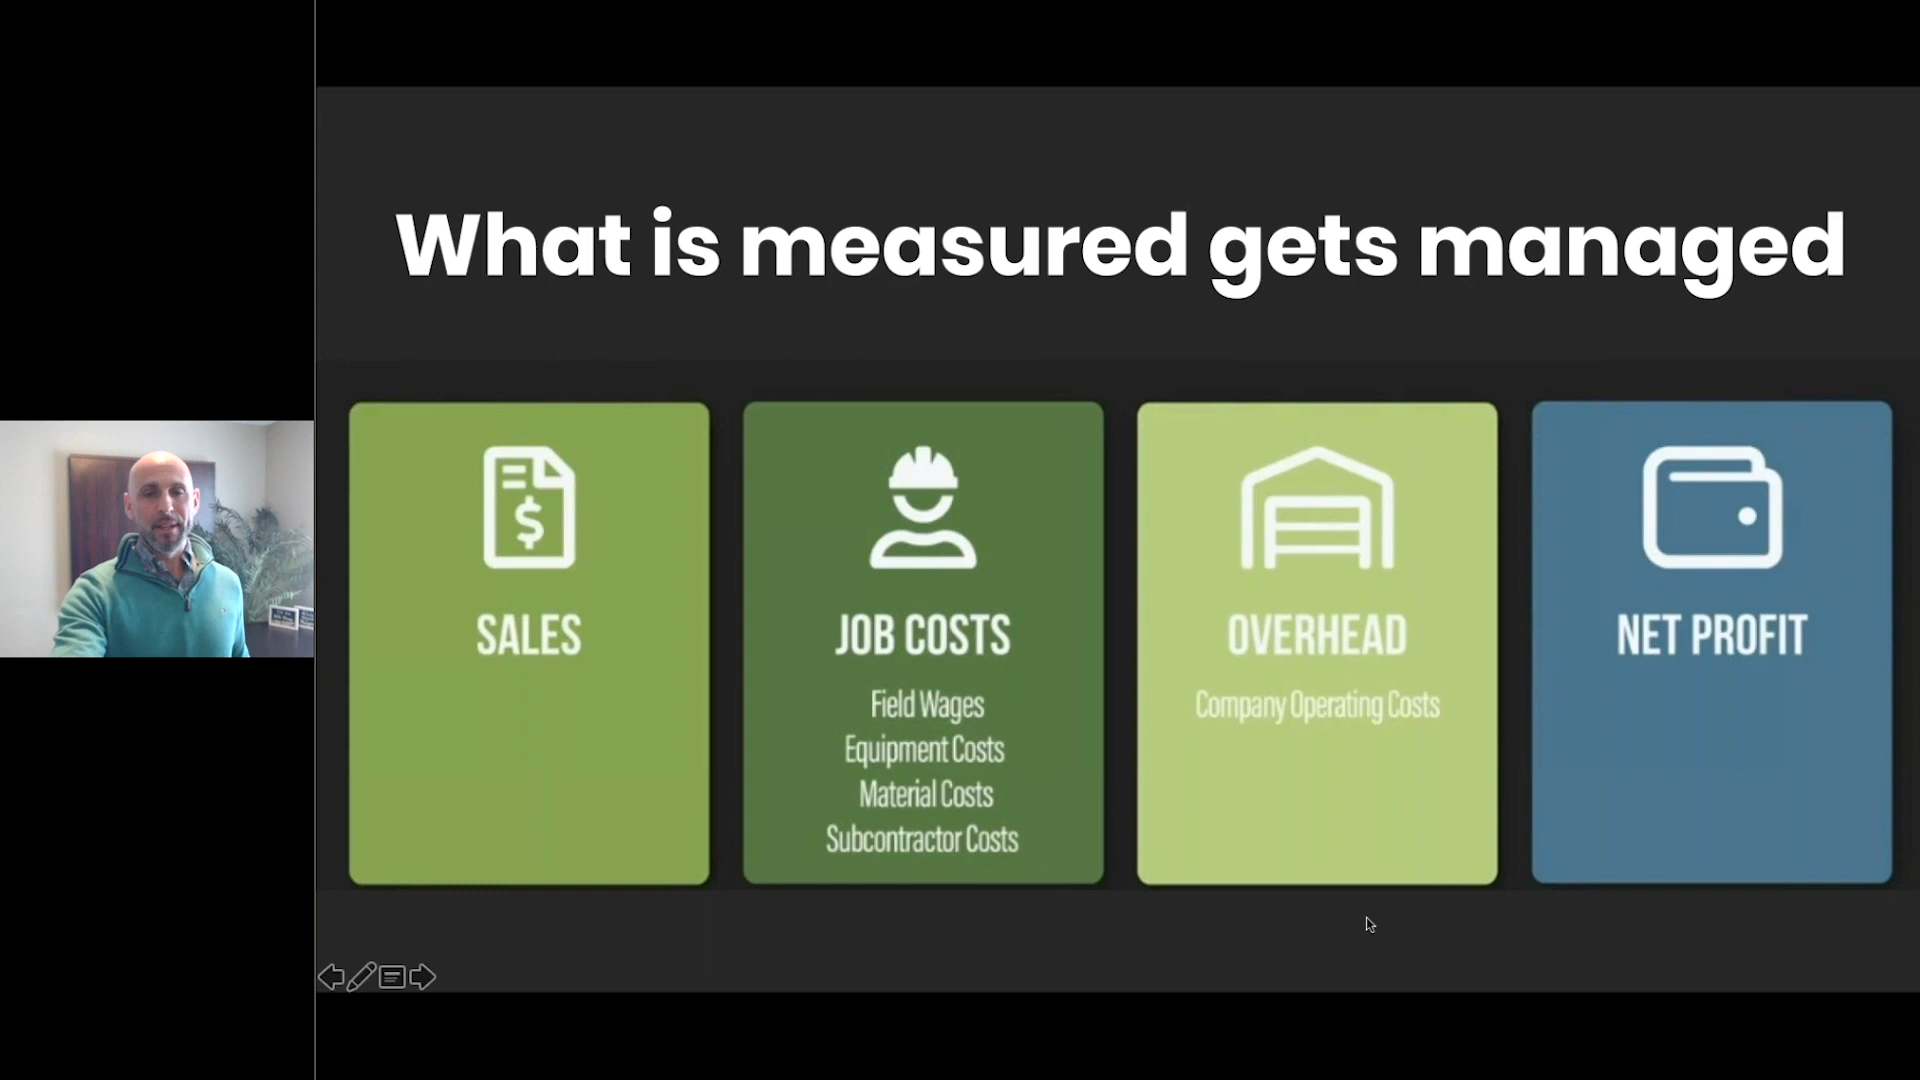 What is measured gets managed
$
SALES
JOB COSTS
Field Wages
Equipment Costs
Material Costs
Subcontractor Costs
OVERHEAD
Company Operating Costs
NET PROFIT